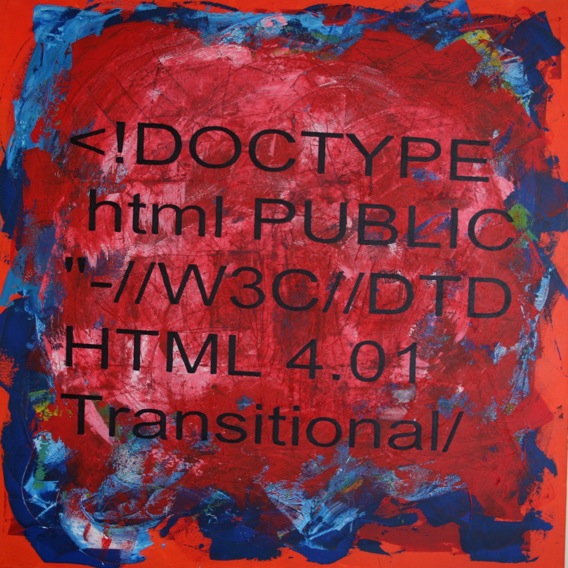 <!DOCTYPE
html PUBLIC
"-//W3C//DTD
HTML 4.01
Transitional/